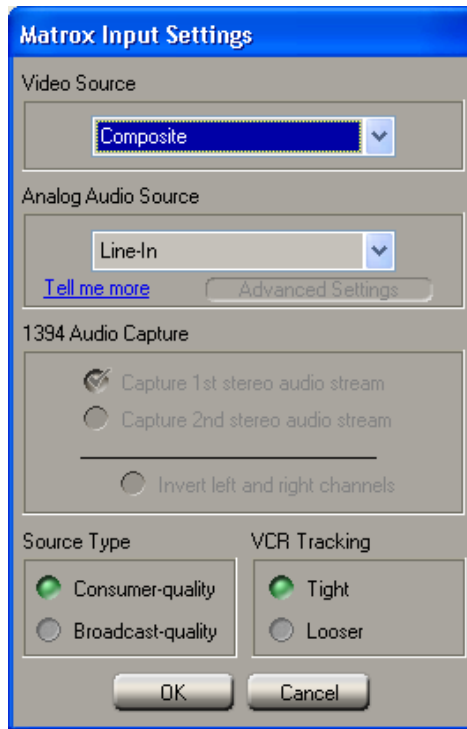 Matrox Input Settings
Video Source
Composite
Analog Audio Source
Line-In
Tell me more Advanced Settings
1394 Audio Capture
Capture 1st stereo audio stream
Capture 2nd stereo audio stream
Invert left and right channels
Source Type VCR Tracking
Consumer-quality Tight
Broadcast-quality Looser
OK Cancel